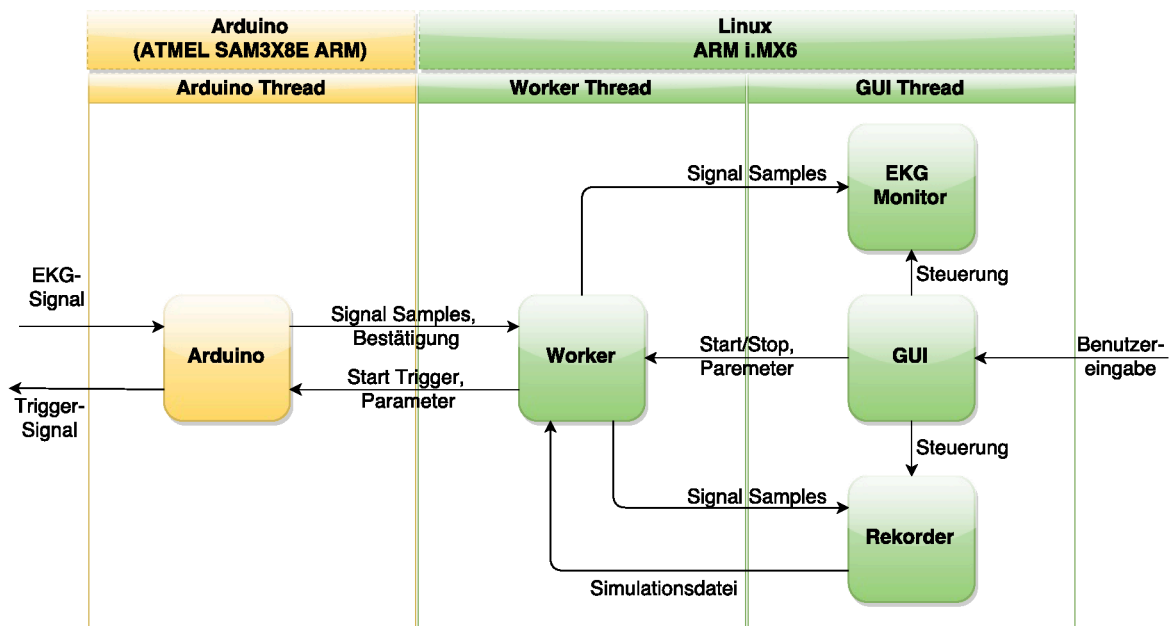 Arduino
(ATMEL SAM3X8E ARM)
Linux
ARM i.MX6
Arduino Thread
Worker Thread
GUI Thread
Signal Samples
EKG
Monitor
EKG-
Signal
Steuerung
Signal Samples,
Bestätigung
Arduino
Worker
Start/Stop,
Paremeter
GUI
Benutzer-
eingabe
Start Trigger,
Parameter
Trigger-
Signal
Steuerung
Signal Samples
Rekorder
Simulationsdatei